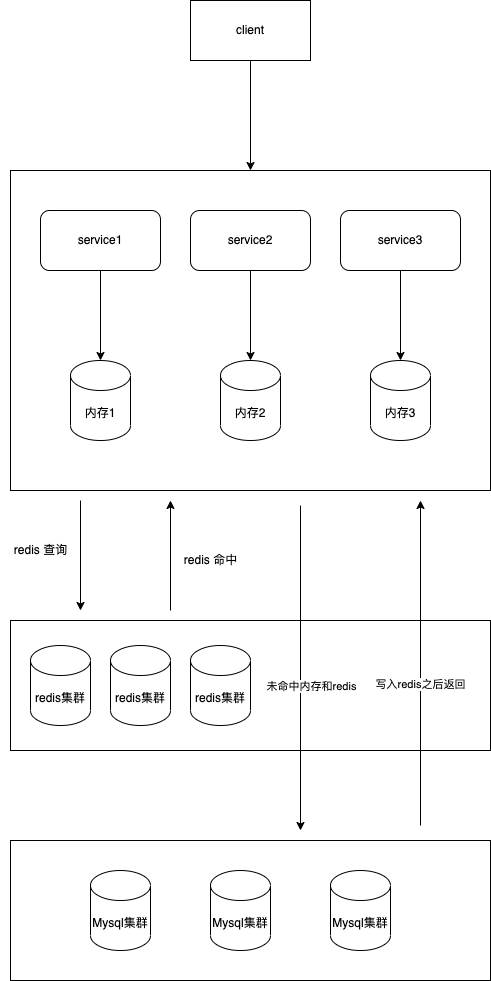 client
service1
service2
service3
内存1
内存2
内存3
redis 查询
redis 命中
redis集群
redis集群
redis集群
未命中内存和redis
写入redis之后返回
Mysql集群
Mysql集群
Mysql集群